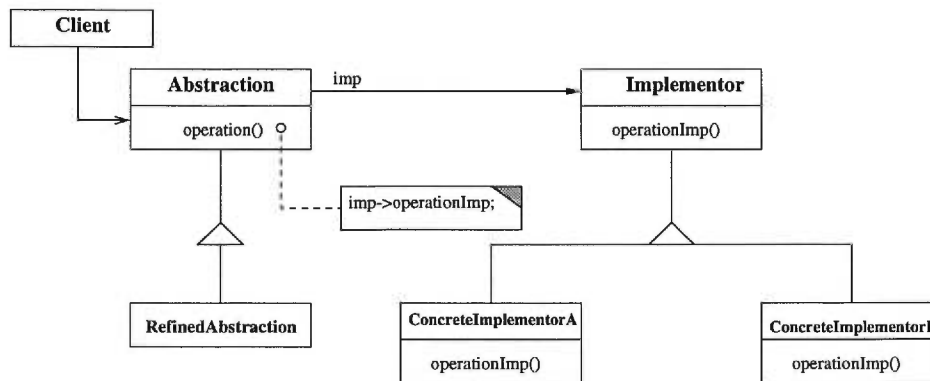 Client
Abstraction
imp
Implementor
operation()
operationImp()
imp->operationImp;
RefinedAbstraction
ConcreteImplementorA
operationImp()
operationImp()